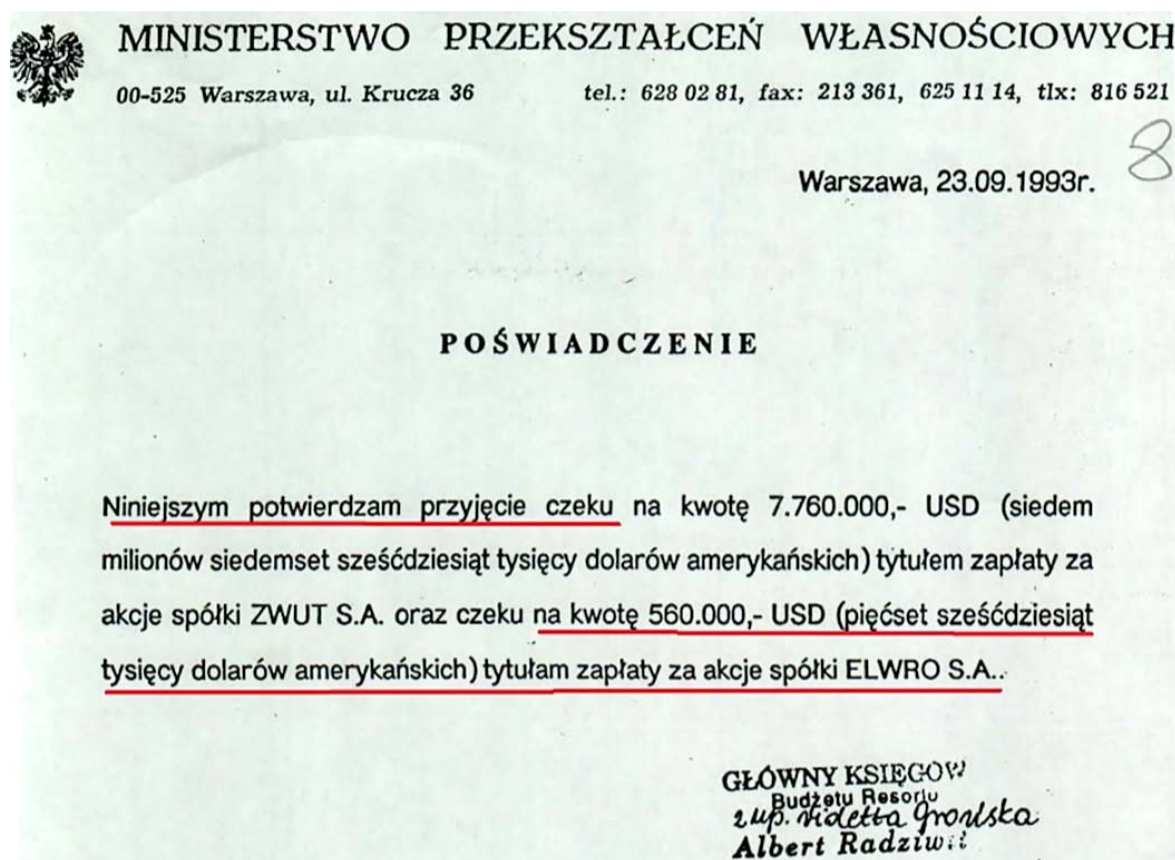 MINISTERSTWO PRZEKSZTAŁCEŃ WŁASNOŚCIOWYCH
00-525 Warszawa, ul. Krucza 36 tel.: 628 02 81, fax: 213 361, 625 11 14, tlx: 816 521
8
Warszawa, 23.09.1993r.
POŚWIADCZENIE
Niniejszym potwierdzam przyjęcie czeku na kwotę 7.760.000,- USD (siedem
milionów siedemset sześćdziesiąt tysięcy dolarów amerykańskich) tytułem zapłaty za
akcje spółki ZWUT S.A. oraz czeku na kwotę 560.000,- USD (pięćset sześćdziesiąt
tysięcy dolarów amerykańskich) tytułam zapłaty za akcje spółki ELWRO S.A..
GŁÓWNY KSIĘGOW
Budżetu Resortu
z up.
Albert Radziwił